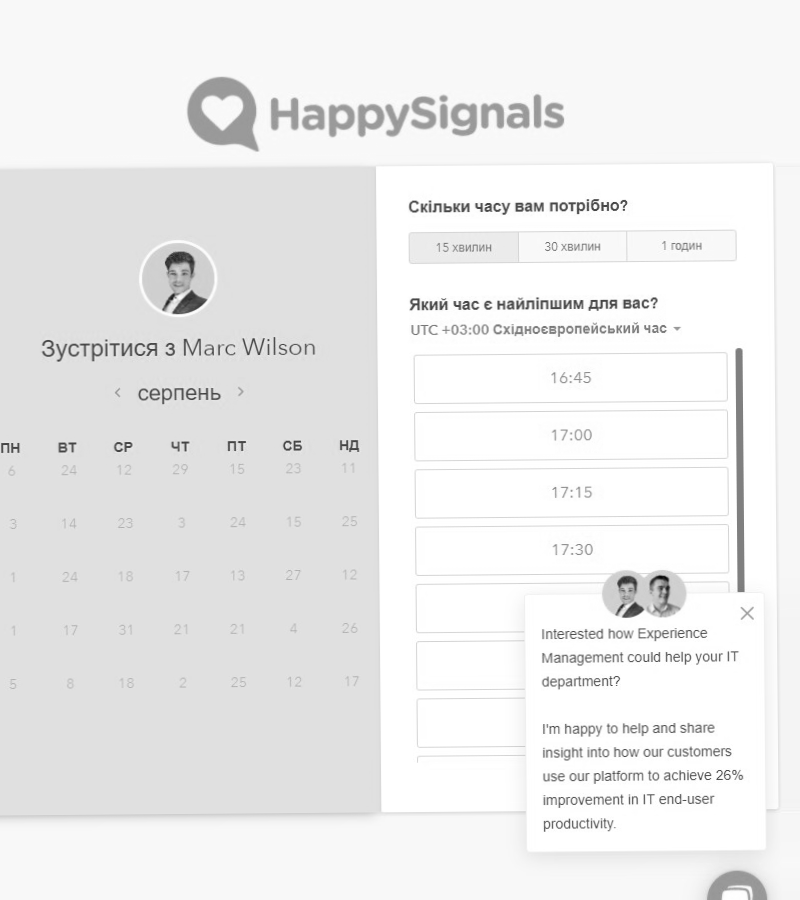 HappySignals
Зустрітися з Marc Wilson
серпень
ПН ВТ СР ЧТ ПТ СБ НД
6 24 12 29 15 23 11
3 14 23 3 24 15 25
1 24 18 17 13 27 12
1 17 31 21 21 4 26
5 8 18 2 25 12 17
Скільки часу вам потрібно?
15 хвилин 30 хвилин 1 годин
Який час є найліпшим для вас?
UTC +03:00 Східноєвропейський час
16:45
17:00
17:15
17:30
Interested how Experience
Management could help your IT
department?
I'm happy to help and share
insight into how our customers
use our platform to achieve 26%
improvement in IT end-user
productivity.